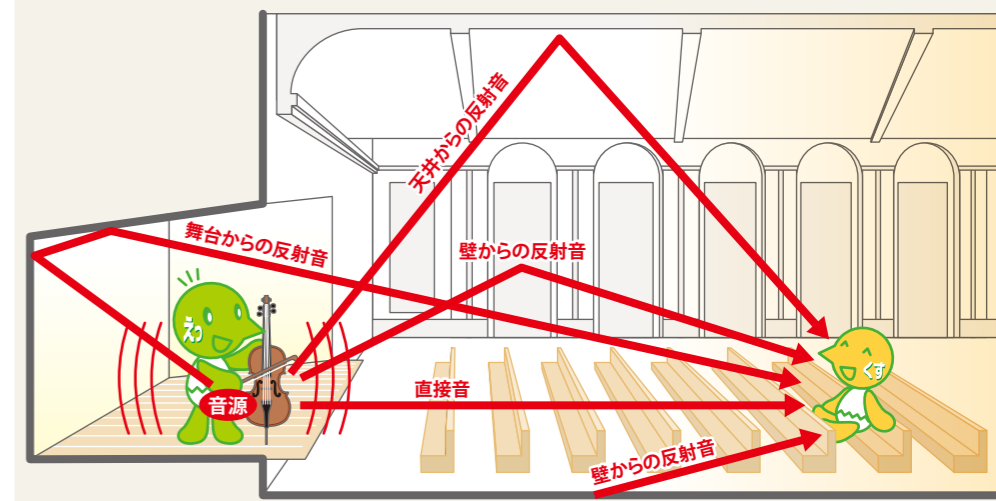 天井からの反射音
舞台からの反射音
壁からの反射音
えっ
くす
音源
直接音
壁からの反射音